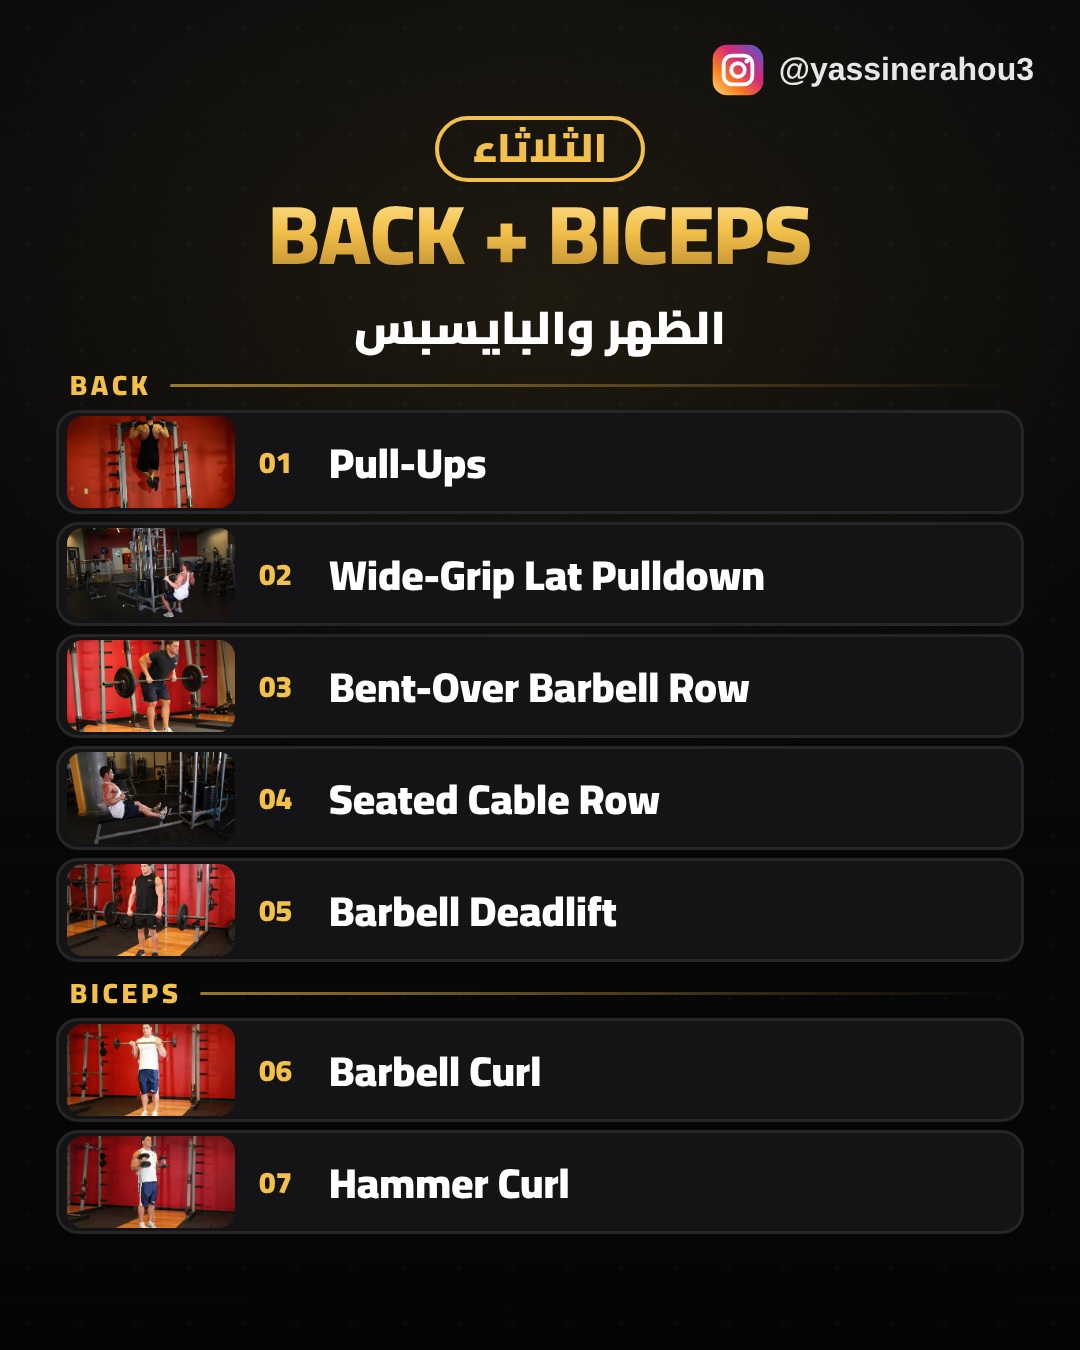 @yassinerahou3
الثلاثاء
BACK + BICEPS
الظهر والبايسبس
BACK
01 Pull-Ups
02 Wide-Grip Lat Pulldown
03 Bent-Over Barbell Row
04 Seated Cable Row
05 Barbell Deadlift
BICEPS
06 Barbell Curl
07 Hammer Curl